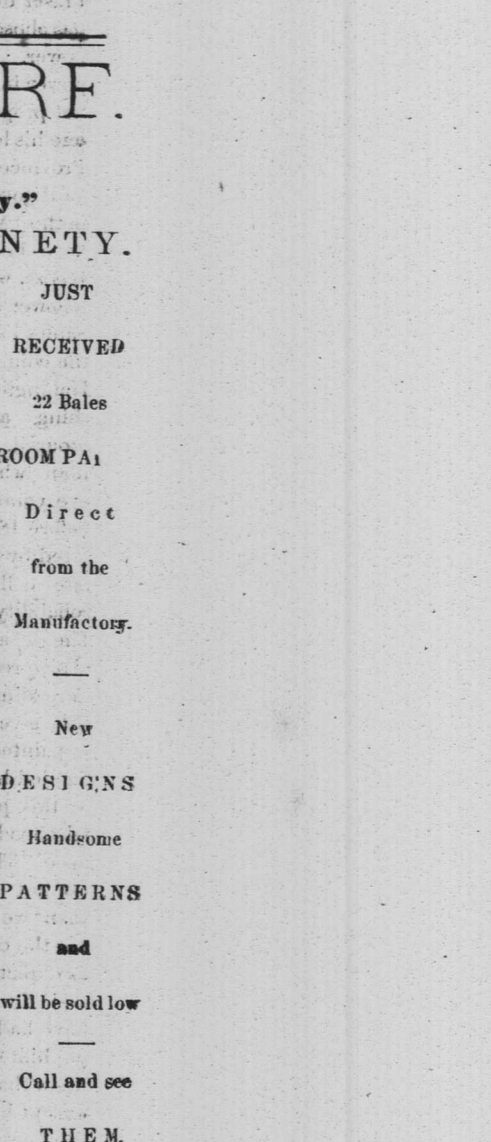 RE.
y.”
NETY.
JUST
RECEIVED
22 Bales
ROOM PA
Direct
from the
Manufactory.
New
DESIGNS
Handsome
PATTERNS
and
will be sold low
Call and see
THEM.